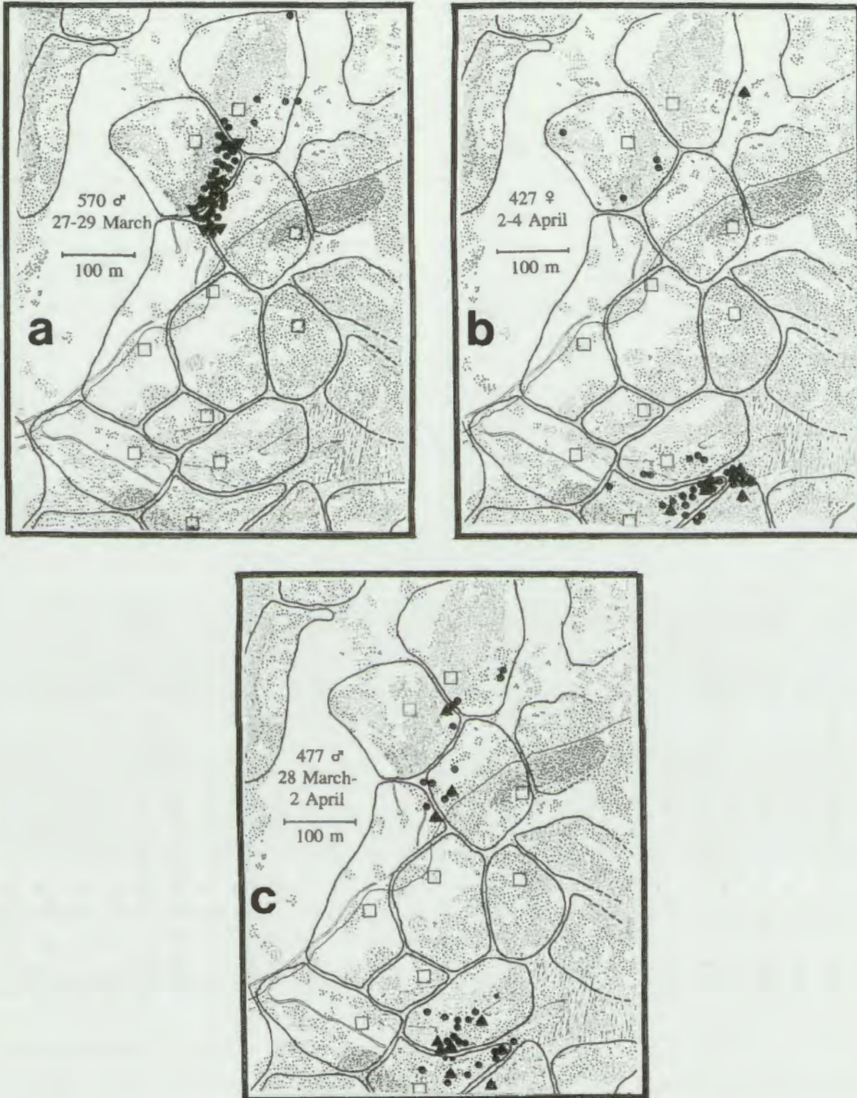 570 ♂
27-29 March
100 m
a
427 ♀
2-4 April
100 m
b
477 ♂
28 March-
2 April
100 m
c